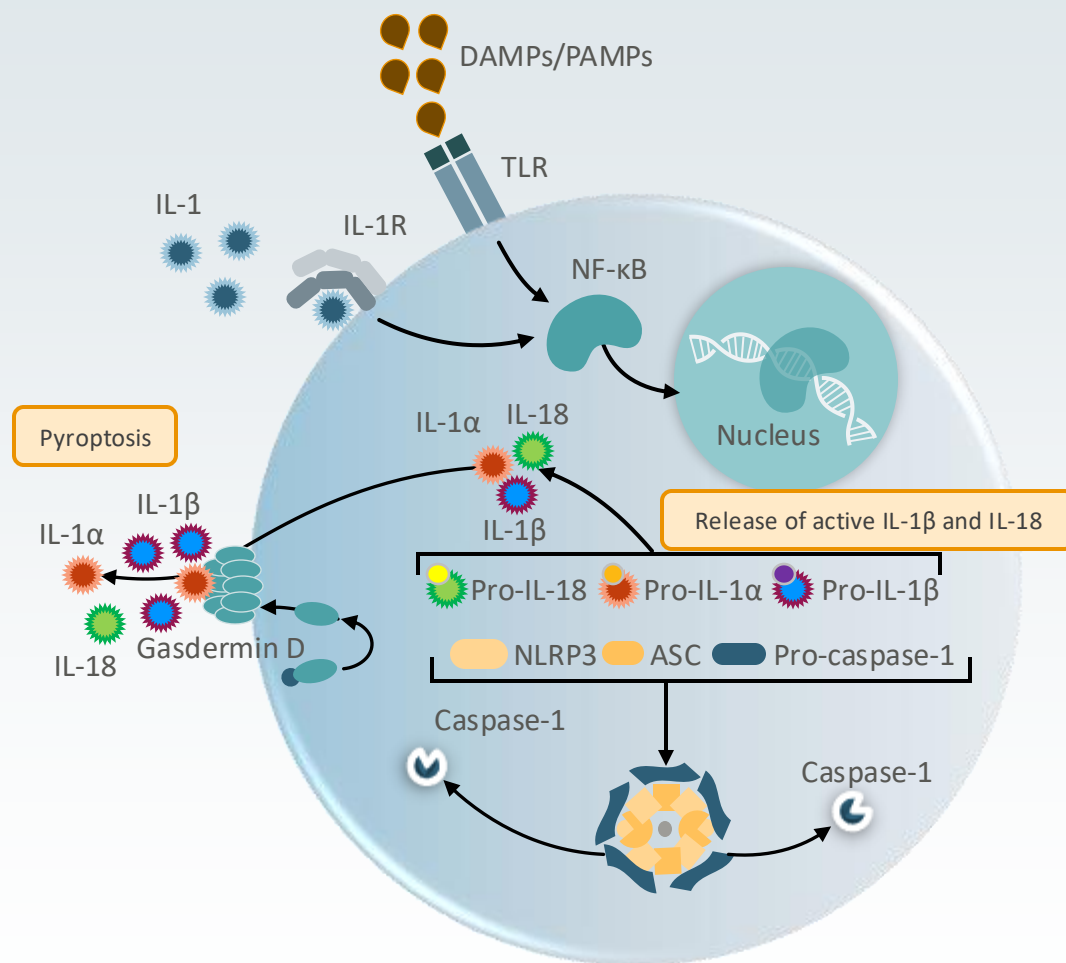 DAMPs/PAMPs
TLR
IL-1
IL-1R
NF-κB
Nucleus
Pyroptosis
IL-1α
IL-18
IL-1β
IL-1β
IL-1α
IL-18
Gasdermin D
Release of active IL-1β and IL-18
Pro-IL-18 Pro-IL-1α Pro-IL-1β
NLRP3 ASC Pro-caspase-1
Caspase-1
Caspase-1